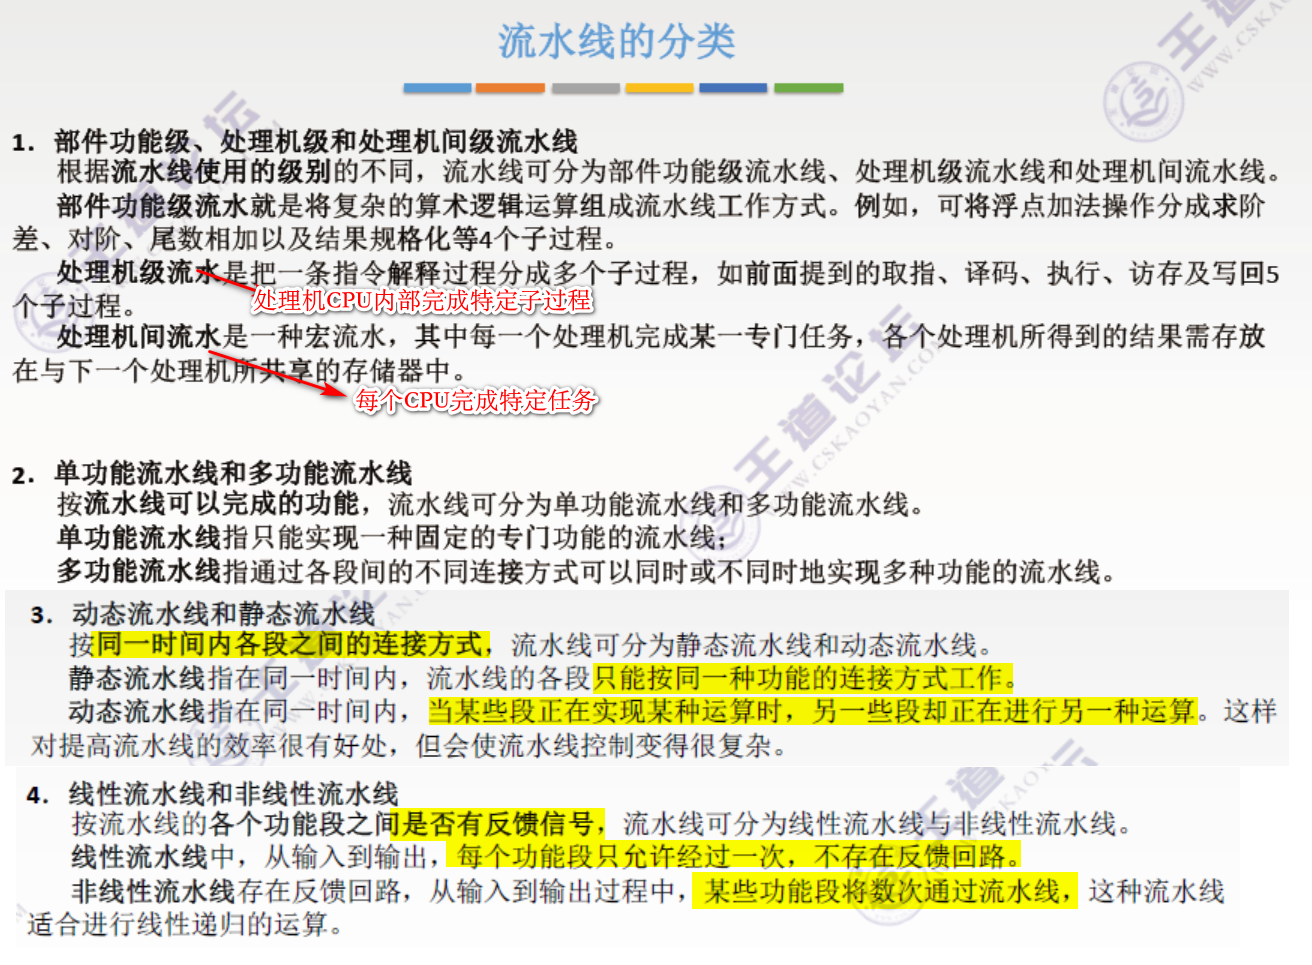 流水线的分类
1. 部件功能级、处理机级和处理机间级流水线
根据流水线使用的级别的不同，流水线可分为部件功能级流水线、处理机级流水线和处理机间流水线。
部件功能级流水就是将复杂的算术逻辑运算组成流水线工作方式。例如，可将浮点加法操作分成求阶
差、对阶、尾数相加以及结果规格化等4个子过程。
处理机级流水是把一条指令解释过程分成多个子过程，如前面提到的取指、译码、执行、访存及写回5
个子过程。
处理机CPU内部完成特定子过程
处理机间流水是一种宏流水，其中每一个处理机完成某一专门任务，各个处理机所得到的结果需存放
在与下一个处理机所共享的存储器中。
每个CPU完成特定任务
2. 单功能流水线和多功能流水线
按流水线可以完成的功能，流水线可分为单功能流水线和多功能流水线。
单功能流水线指只能实现一种固定的专门功能的流水线；
多功能流水线指通过各段间的不同连接方式可以同时或不同时地实现多种功能的流水线。
3. 动态流水线和静态流水线
按同一时间内各段之间的连接方式，流水线可分为静态流水线和动态流水线。
静态流水线指在同一时间内，流水线的各段只能按同一种功能的连接方式工作。
动态流水线指在同一时间内，当某些段正在实现某种运算时，另一些段却正在进行另一种运算。这样
对提高流水线的效率很有好处，但会使流水线控制变得很复杂。
4. 线性流水线和非线性流水线
按流水线的各个功能段之间是否有反馈信号，流水线可分为线性流水线与非线性流水线。
线性流水线中，从输入到输出，每个功能段只允许经过一次，不存在反馈回路。
非线性流水线存在反馈回路，从输入到输出过程中，某些功能段将数次通过流水线，这种流水线
适合进行线性递归的运算。
王道论坛
WWW.CSKAOYAN.COM